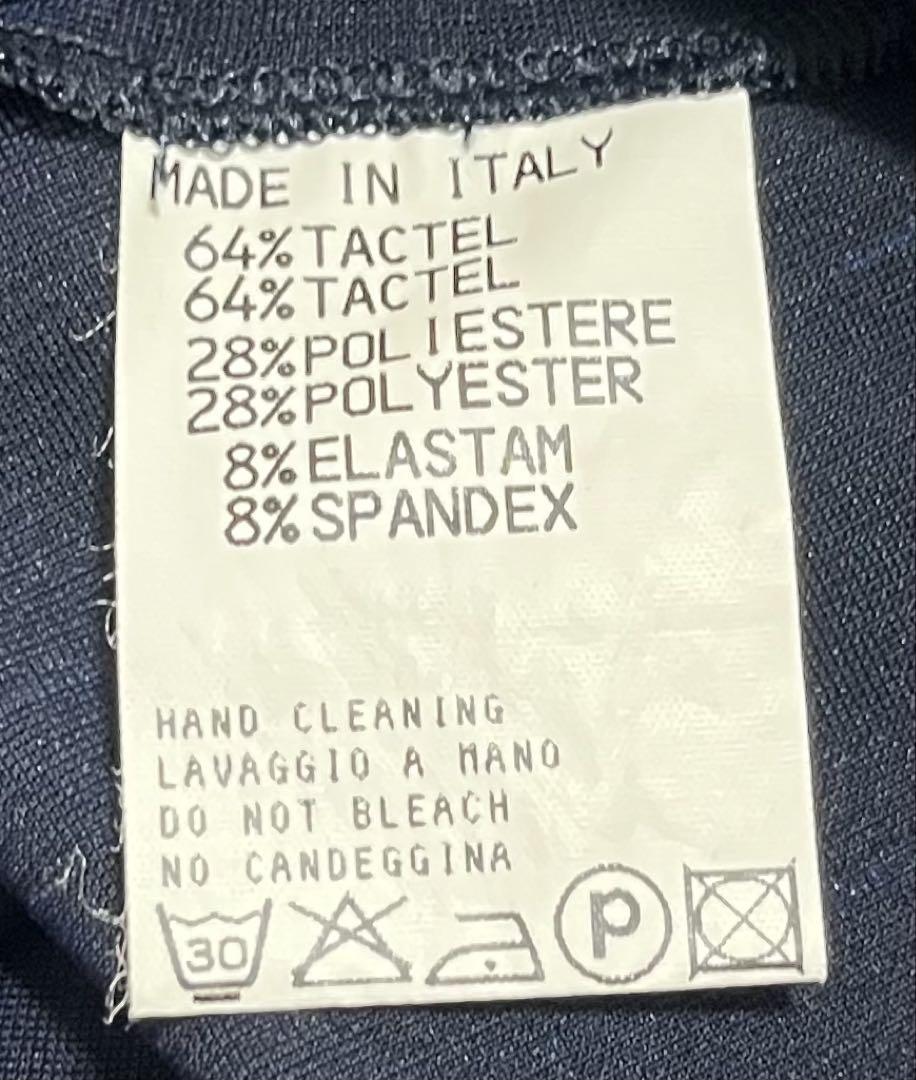 MADE IN ITALY
64%TACTEL
64%TACTEL
28%POLIESTERE
28%POLYESTER
8%ELASTAM
8%SPANDEX
HAND CLEANING
LAVAGGIO A MANO
DO NOT BLEACH
NO CANDEGGINA
30 P